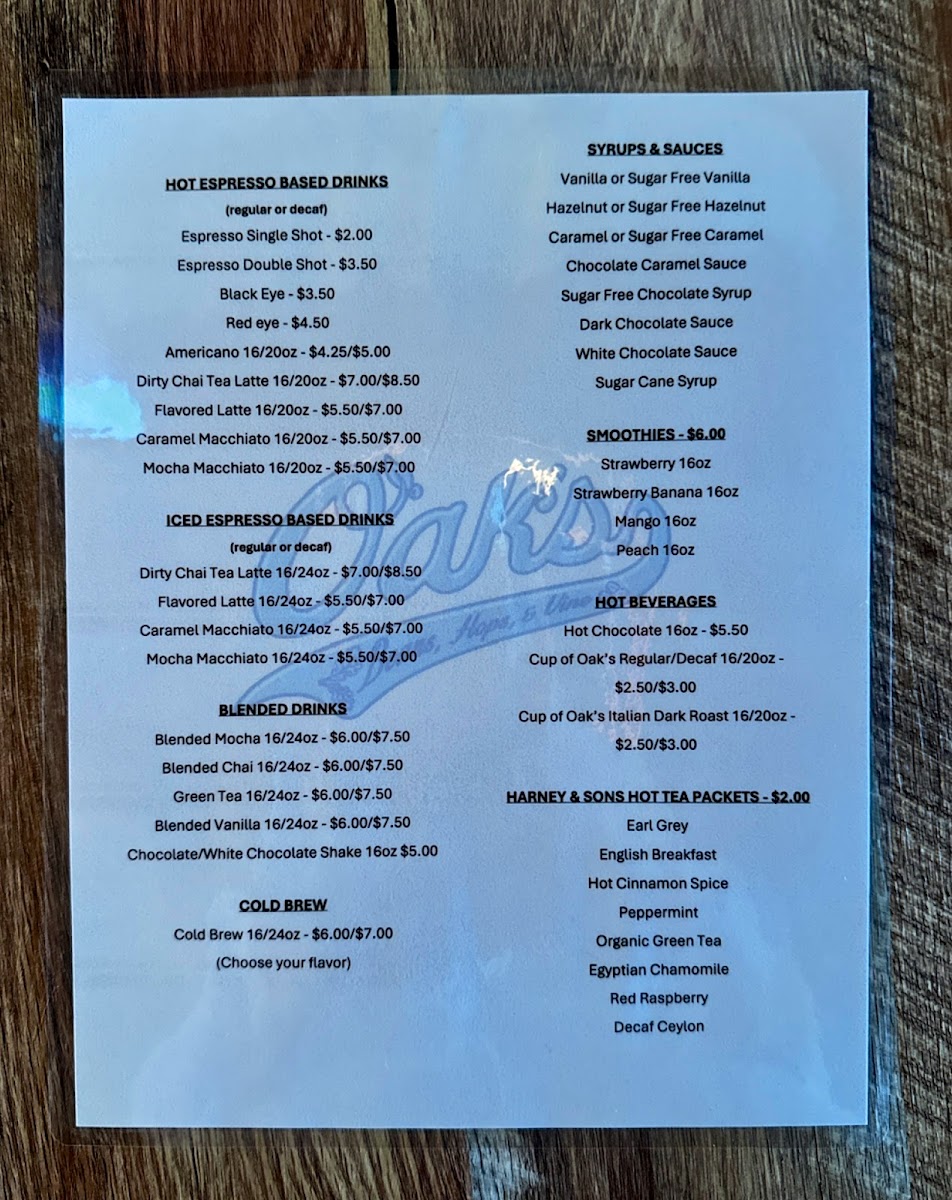 HOT ESPRESSO BASED DRINKS
(regular or decaf)
Espresso Single Shot - $2.00
Espresso Double Shot - $3.50
Black Eye - $3.50
Red eye - $4.50
Americano 16/20oz - $4.25/$5.00
Dirty Chai Tea Latte 16/20oz - $7.00/$8.50
Flavored Latte 16/20oz - $5.50/$7.00
Caramel Macchiato 16/20oz - $5.50/$7.00
Mocha Macchiato 16/20oz - $5.50/$7.00
ICED ESPRESSO BASED DRINKS
(regular or decaf)
Dirty Chai Tea Latte 16/24oz - $7.00/$8.50
Flavored Latte 16/24oz - $5.50/$7.00
Caramel Macchiato 16/24oz - $5.50/$7.00
Mocha Macchiato 16/24oz - $5.50/$7.00
BLENDED DRINKS
Blended Mocha 16/24oz - $6.00/$7.50
Blended Chai 16/24oz - $6.00/$7.50
Green Tea 16/24oz - $6.00/$7.50
Blended Vanilla 16/24oz - $6.00/$7.50
Chocolate/White Chocolate Shake 16oz $5.00
COLD BREW
Cold Brew 16/24oz - $6.00/$7.00
(Choose your flavor)
SYRUPS & SAUCES
Vanilla or Sugar Free Vanilla
Hazelnut or Sugar Free Hazelnut
Caramel or Sugar Free Caramel
Chocolate Caramel Sauce
Sugar Free Chocolate Syrup
Dark Chocolate Sauce
White Chocolate Sauce
Sugar Cane Syrup
SMOOTHIES - $6.00
Strawberry 16oz
Strawberry Banana 16oz
Mango 16oz
Peach 16oz
HOT BEVERAGES
Hot Chocolate 16oz - $5.50
Cup of Oak's Regular/Decaf 16/20oz -
$2.50/$3.00
Cup of Oak's Italian Dark Roast 16/20oz -
$2.50/$3.00
HARNEY & SONS HOT TEA PACKETS - $2.00
Earl Grey
English Breakfast
Hot Cinnamon Spice
Peppermint
Organic Green Tea
Egyptian Chamomile
Red Raspberry
Decaf Ceylon
Oak's
Hops, & Vine